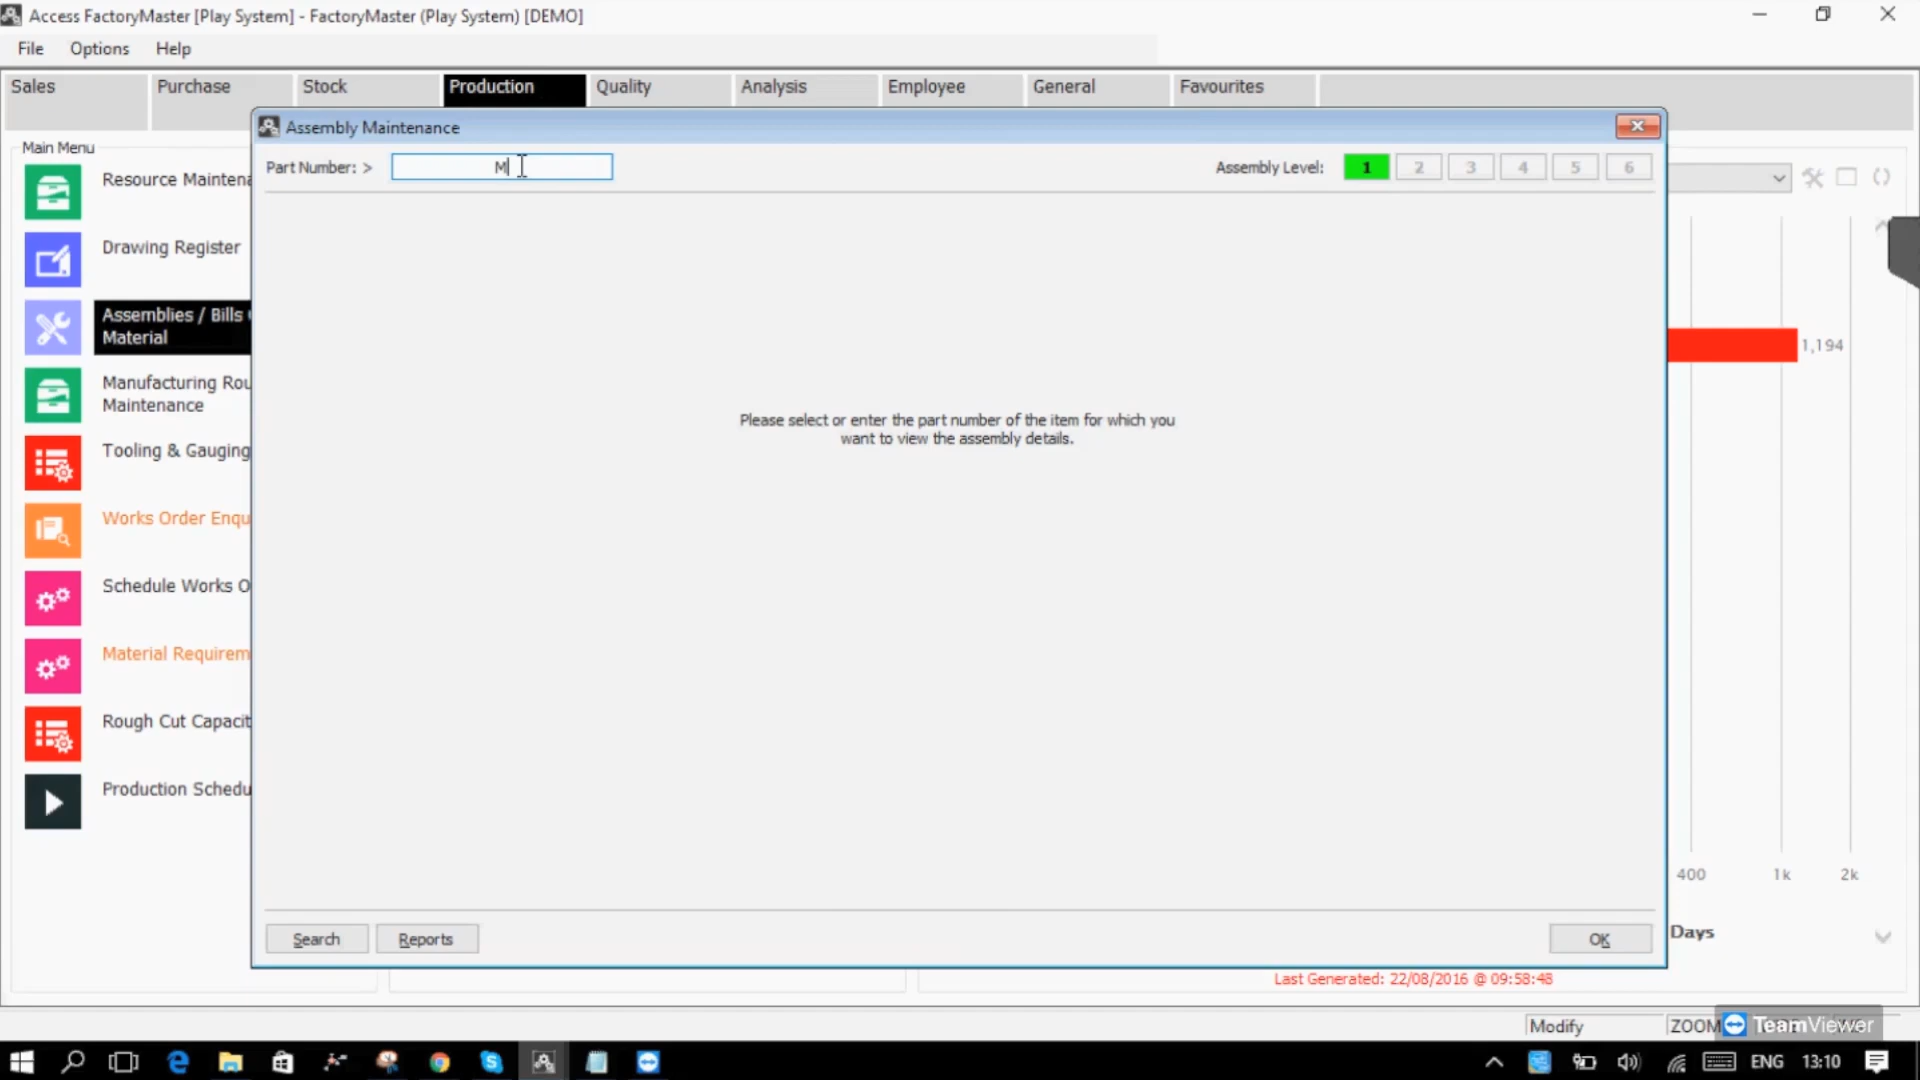 Access FactoryMaster [Play System] - FactoryMaster (Play System) [DEMO]
File Options Help
Sales Purchase Stock Production Quality Analysis Employee General Favourites
Main Menu
Resource Maintena
Drawing Register
Assemblies / Bills
Material
Manufacturing Rou
Maintenance
Tooling & Gauging
Works Order Enqu
Schedule Works O
Material Requirem
Rough Cut Capacit
Production Schedu
Assembly Maintenance
Part Number: > M
Assembly Level: 1 2 3 4 5 6
Please select or enter the part number of the item for which you
want to view the assembly details.
Search Reports OK
1,194
400 1k 2k
Days
Last Generated: 22/08/2016 @ 09:58:48
Modify ZOOM
TeamViewer
ENG 13:10